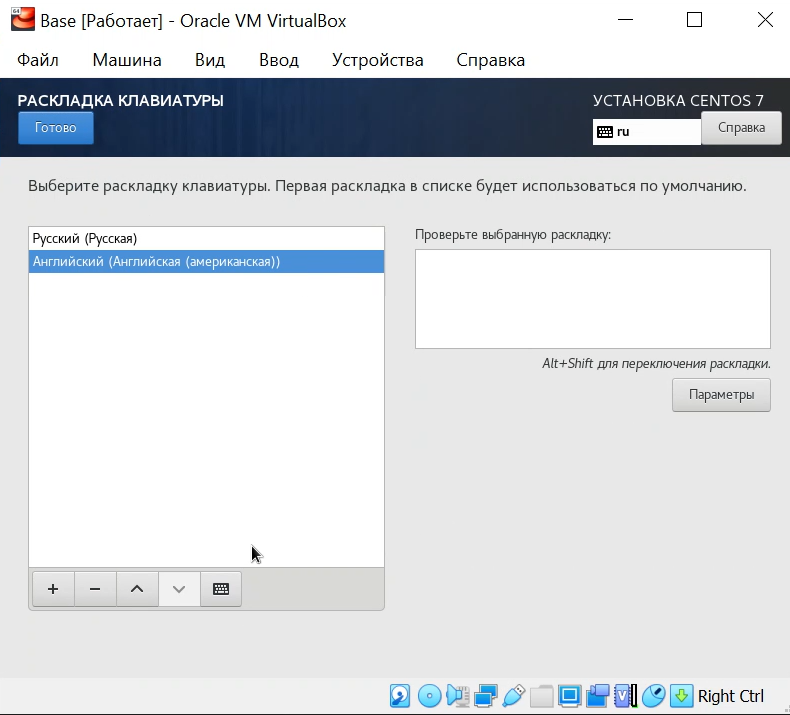 Base [Работает] - Oracle VM VirtualBox
Файл Машина Вид Ввод Устройства Справка
РАСКЛАДКА КЛАВИАТУРЫ
УСТАНОВКА CENTOS 7
Готово
ru
Справка
Выберите раскладку клавиатуры. Первая раскладка в списке будет использоваться по умолчанию.
Русский (Русская)
Английский (Английская (американская))
Проверьте выбранную раскладку:
Alt+Shift для переключения раскладки.
Параметры
Right Ctrl